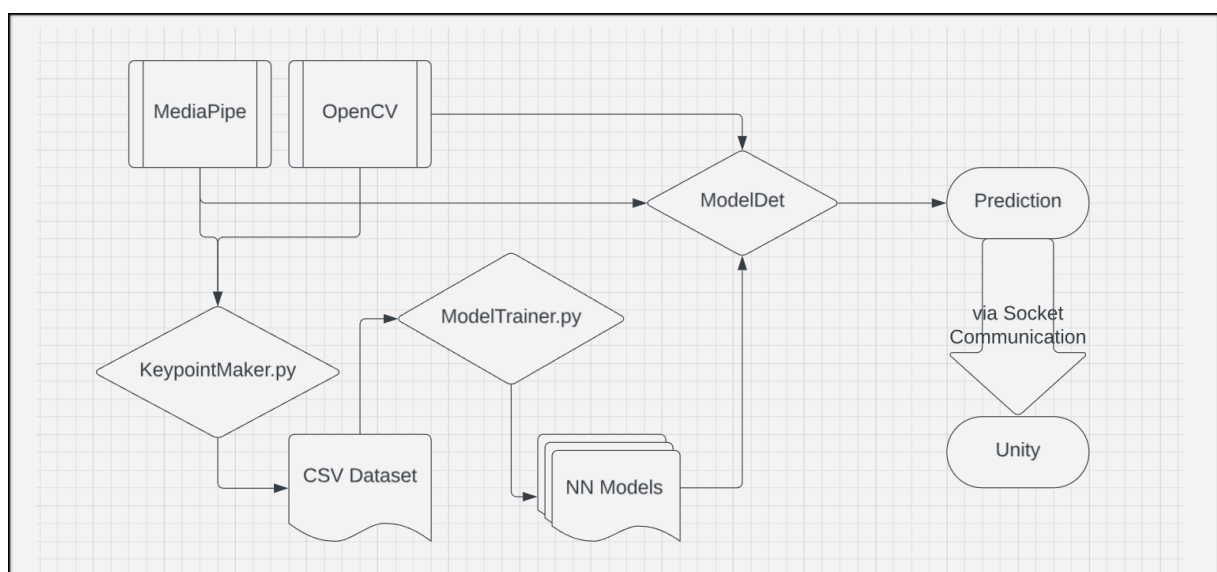 MediaPipe
OpenCV
ModelDet
Prediction
via Socket
Communication
ModelTrainer.py
KeypointMaker.py
CSV Dataset
NN Models
Unity